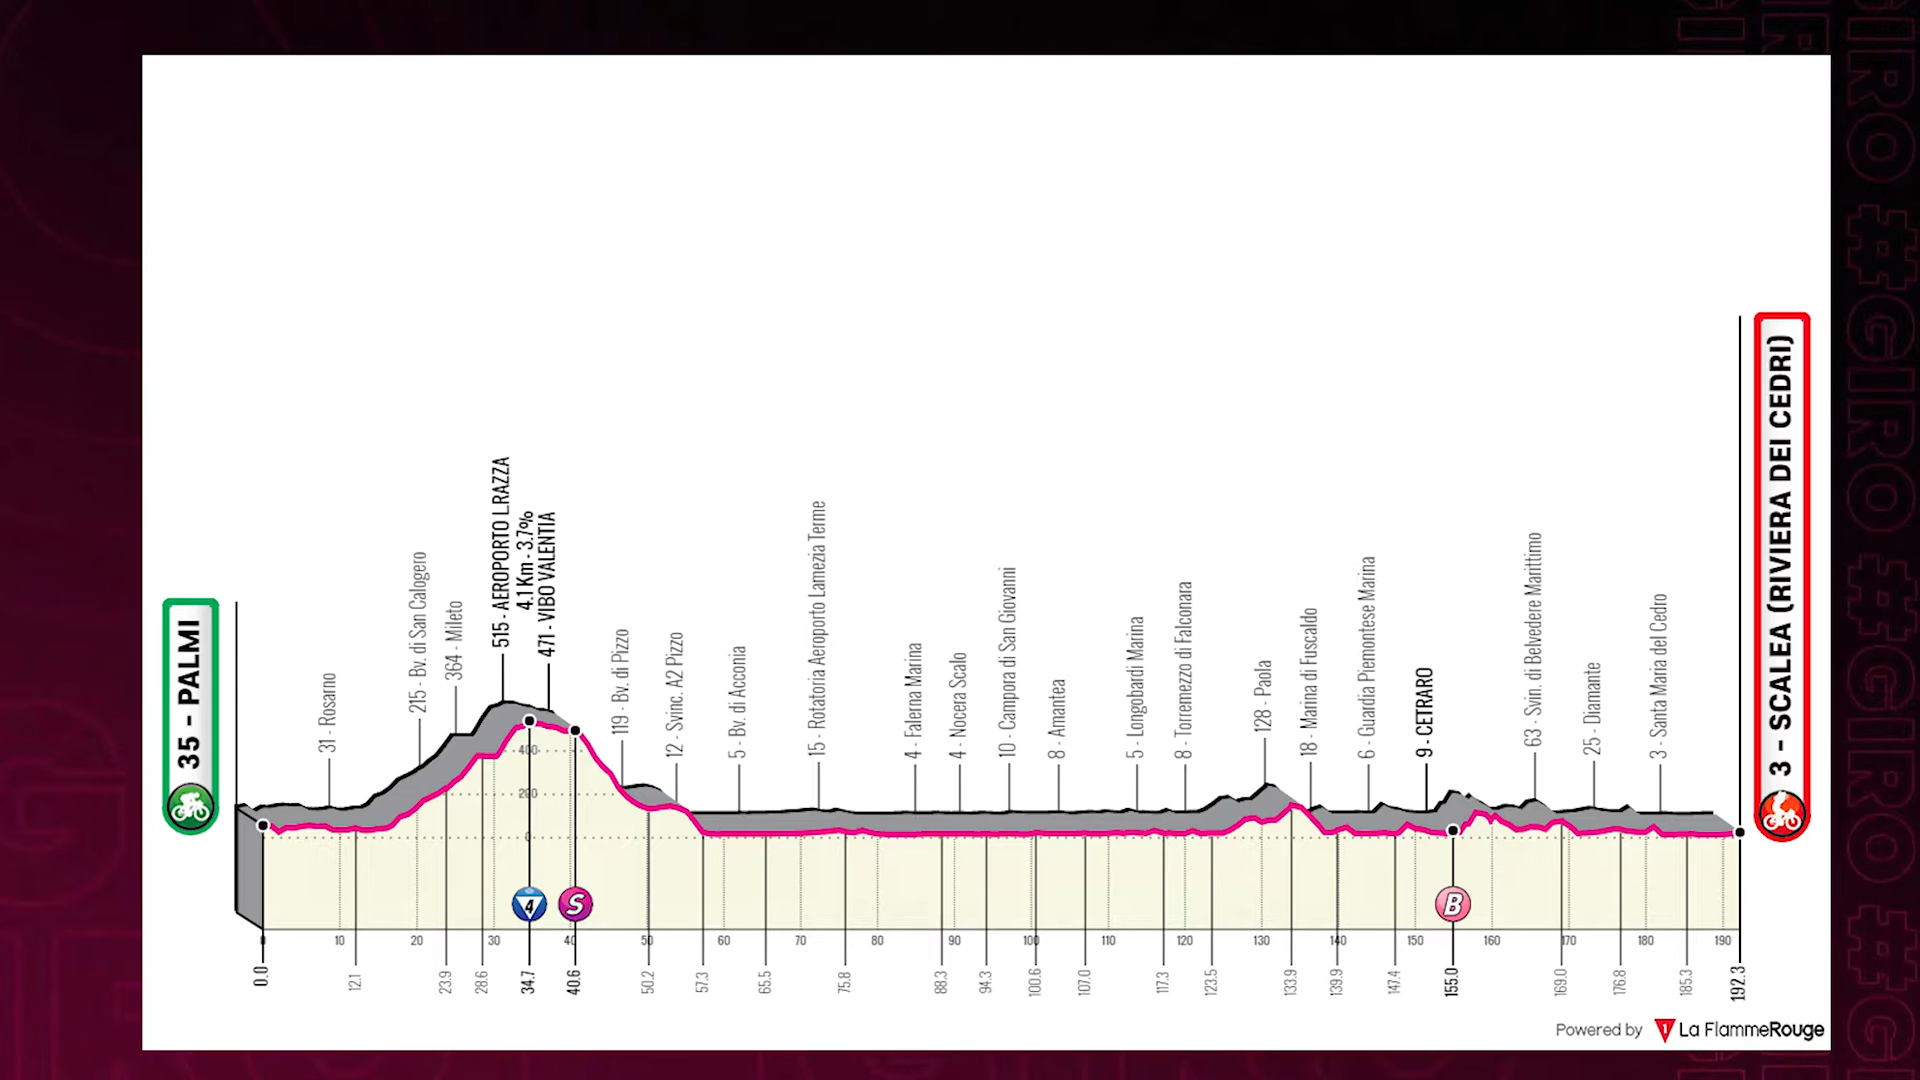 35 - PALMI
31 - Rosarno
215 - Bv. di San Calogero
364 - Mileto
515 - AEROPORTO L.RAZZA
4.1 Km - 3.7%
471 - VIBO VALENTIA
119 - Bv. di Pizzo
12 - Svinc. A2 Pizzo
5 - Bv. di Acconia
15 - Rotatoria Aeroporto Lamezia Terme
4 - Falerna Marina
4 - Nocera Scalo
10 - Campora di San Giovanni
8 - Amantea
5 - Longobardi Marina
8 - Torremezzo di Falconara
128 - Paola
18 - Marina di Fuscaldo
6 - Guardia Piemontese Marina
9 - CETRARO
63 - Svin. di Belvedere Marittimo
25 - Diamante
3 - Santa Maria del Cedro
3 - SCALEA (RIVIERA DEI CEDRI)
400
200
0
4 S B
0 10 20 30 40 50 60 70 80 90 100 110 120 130 140 150 160 170 180 190
0.0 12.1 23.9 28.6 34.7 40.6 50.2 57.3 65.5 75.8 88.3 94.3 100.6 107.0 117.3 123.5 133.9 139.9 147.4 155.0 169.0 176.8 185.3 192.3
Powered by 1 La FlammeRouge
#GIRO #GIRO #GIRO